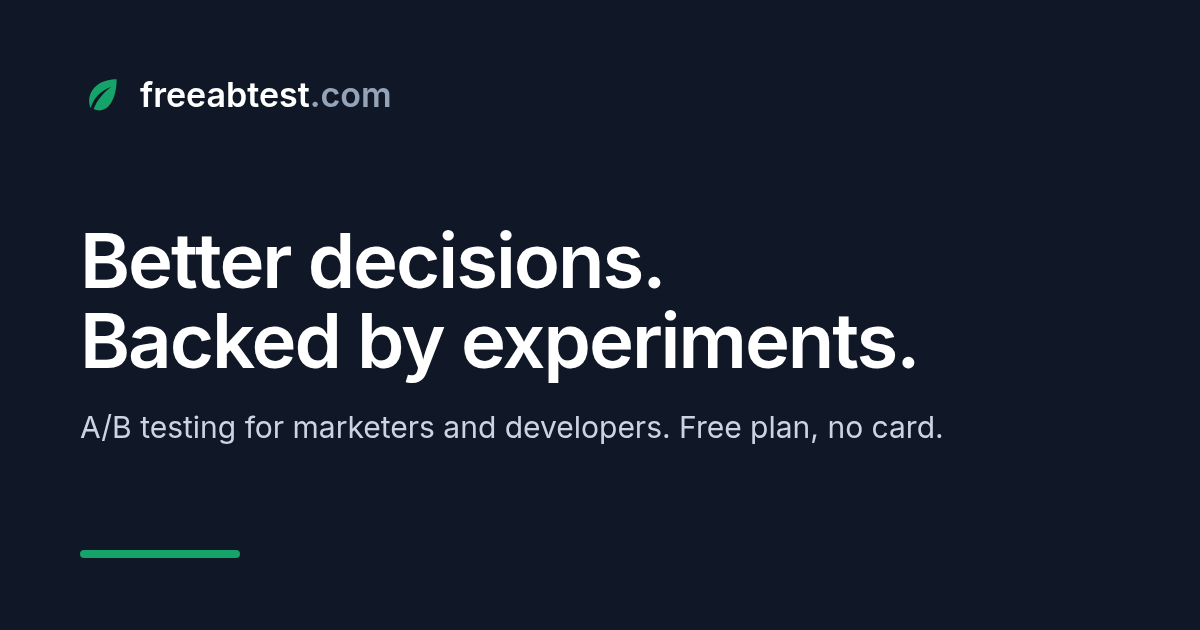 freeabtest.com
Better decisions.
Backed by experiments.
A/B testing for marketers and developers. Free plan, no card.